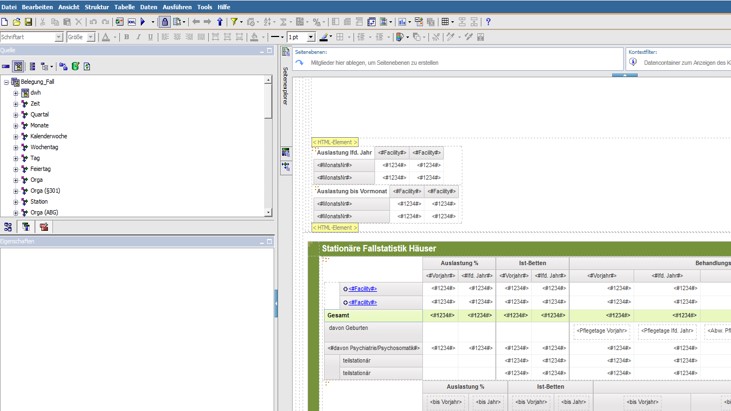 Datei Bearbeiten Ansicht Struktur Tabelle Daten Ausführen Tools Hilfe
Schriftart Größe 1 pt
Quelle
Belegung_Fall
dwh
Zeit
Quartal
Monate
Kalenderwoche
Wochentag
Tag
Feiertag
Orga
Orga (§301)
Station
Orga (ABG)
Eigenschaften
Seitenexplorer
Seitenebenen: Kontextfilter:
Mitglieder hier ablegen, um Seitenebenen zu erstellen Datencontainer zum Anzeigen des K
< HTML-Element >
Auslastung lfd. Jahr <#Facility#> <#Facility#>
<#MonatsNr#> <#1234#> <#1234#>
<#MonatsNr#> <#1234#> <#1234#>
Auslastung bis Vormonat <#Facility#> <#Facility#>
<#MonatsNr#> <#1234#> <#1234#>
<#MonatsNr#> <#1234#> <#1234#>
< HTML-Element >
Stationäre Fallstatistik Häuser
Auslastung % Ist-Betten Behandlungs
<#Vorjahr#> <#lfd. Jahr#> <#Vorjahr#> <#lfd. Jahr#> <#Vorjahr#> <#lfd. Jahr#>
<#Facility#> <#1234#> <#1234#> <#1234#> <#1234#> <#1234#> <#1234#>
<#Facility#> <#1234#> <#1234#> <#1234#> <#1234#> <#1234#> <#1234#>
Gesamt <#1234#> <#1234#> <#1234#> <#1234#> <#1234#> <#1234#>
davon Geburten <Pflegetage Vorjahr> <Pflegetage lfd. Jahr> <Abw. Pf
<#davon Psychiatrie/Psychosomatik#> <#1234#> <#1234#> <#1234#> <#1234#> <#1234#> <#1234#>
teilstationär <#1234#> <#1234#> <#1234#> <#1234#>
teilstationär <#1234#> <#1234#> <#1234#> <#1234#>
Auslastung % Ist-Betten
<bis Vorjahr> <bis Jahr> <bis Vorjahr> <bis Jahr> <bis Vorjahr> <bis Jahr>